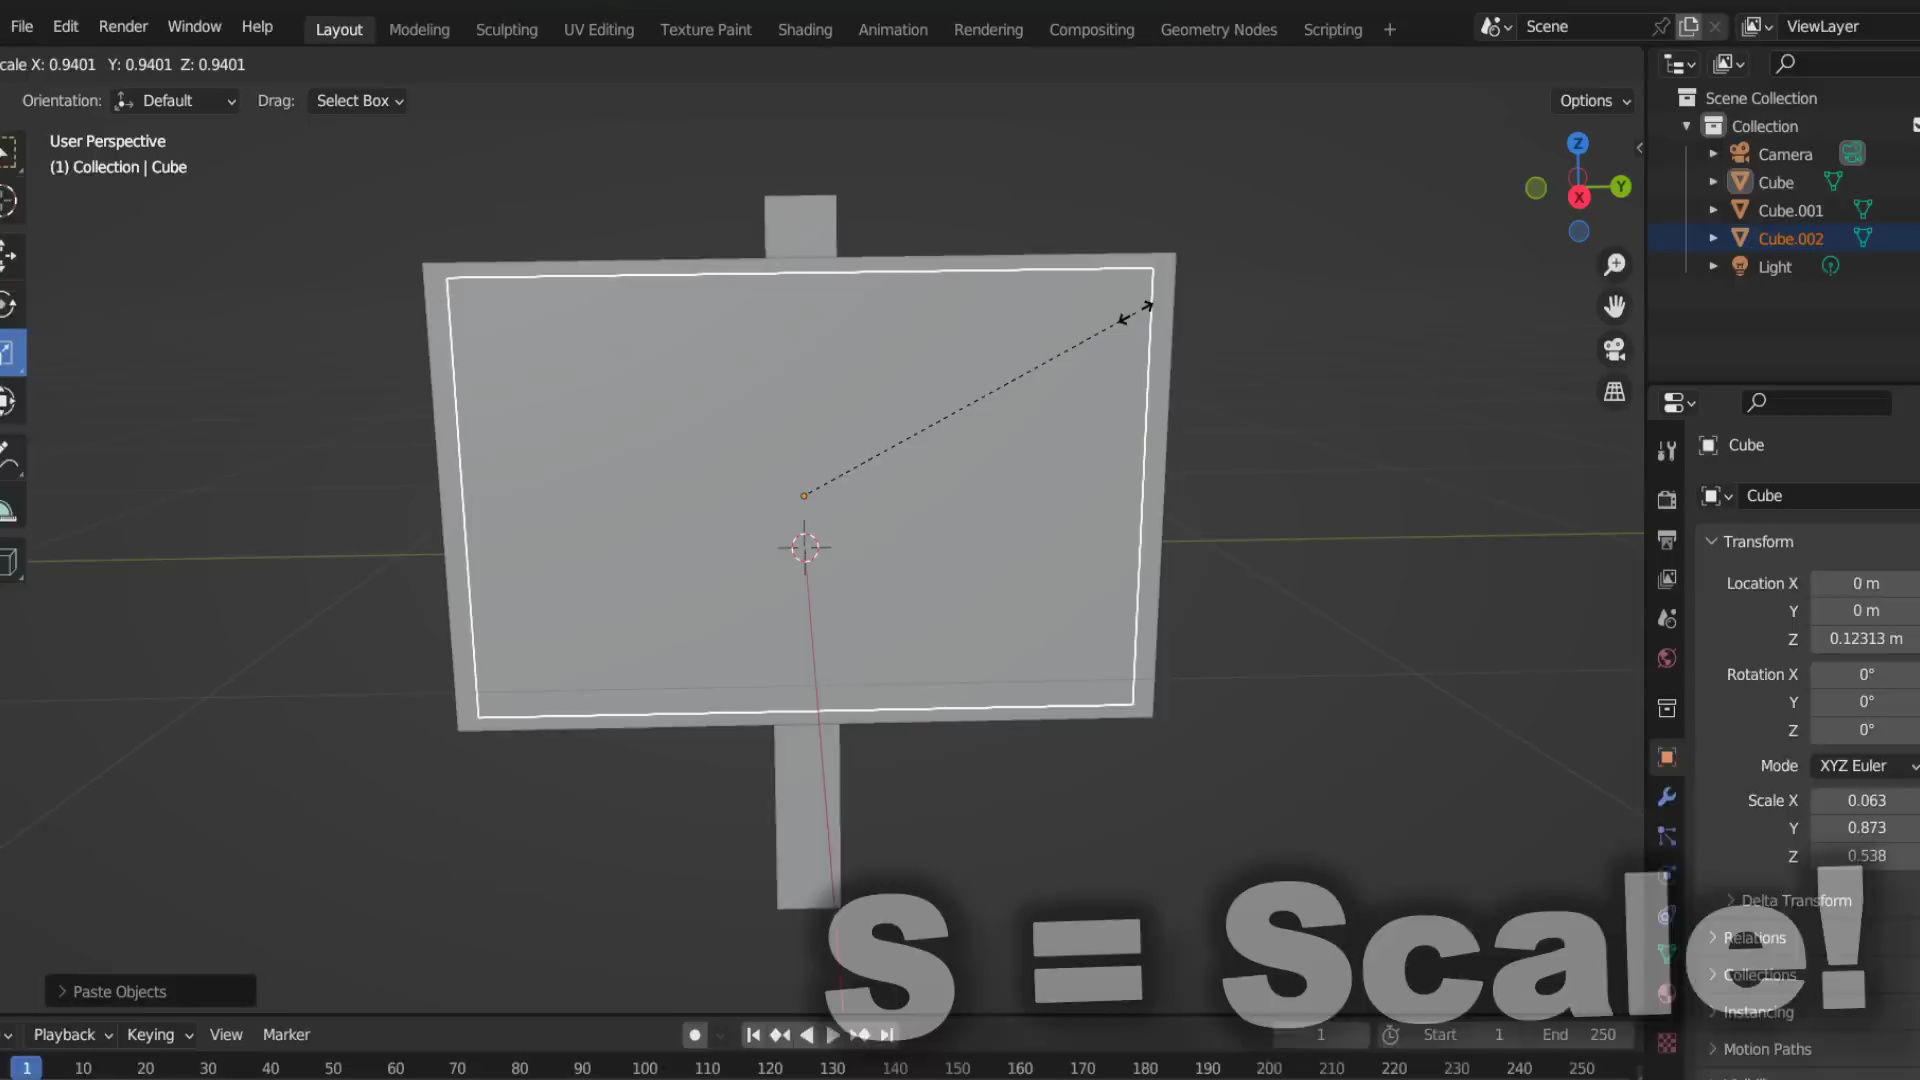 File Edit Render Window Help Layout Modeling Sculpting UV Editing Texture Paint Shading Animation Rendering Compositing Geometry Nodes Scripting + Scene ViewLayer
cale X: 0.9401 Y: 0.9401 Z: 0.9401
Orientation: Default Drag: Select Box Options
User Perspective
(1) Collection | Cube
Z
Y
X
Scene Collection
Collection
Camera
Cube
Cube.001
Cube.002
Light
Cube
Cube
Transform
Location X 0 m
Y 0 m
Z 0.12313 m
Rotation X 0°
Y 0°
Z 0°
Mode XYZ Euler
Scale X 0.063
Y 0.873
Z 0.538
Delta Transform
Relations
Collections
Instancing
Motion Paths
S = Scale!
Paste Objects
Playback Keying View Marker 1 Start 1 End 250
1 10 20 30 40 50 60 70 80 90 100 110 120 130 140 150 160 170 180 190 200 210 220 230 240 250